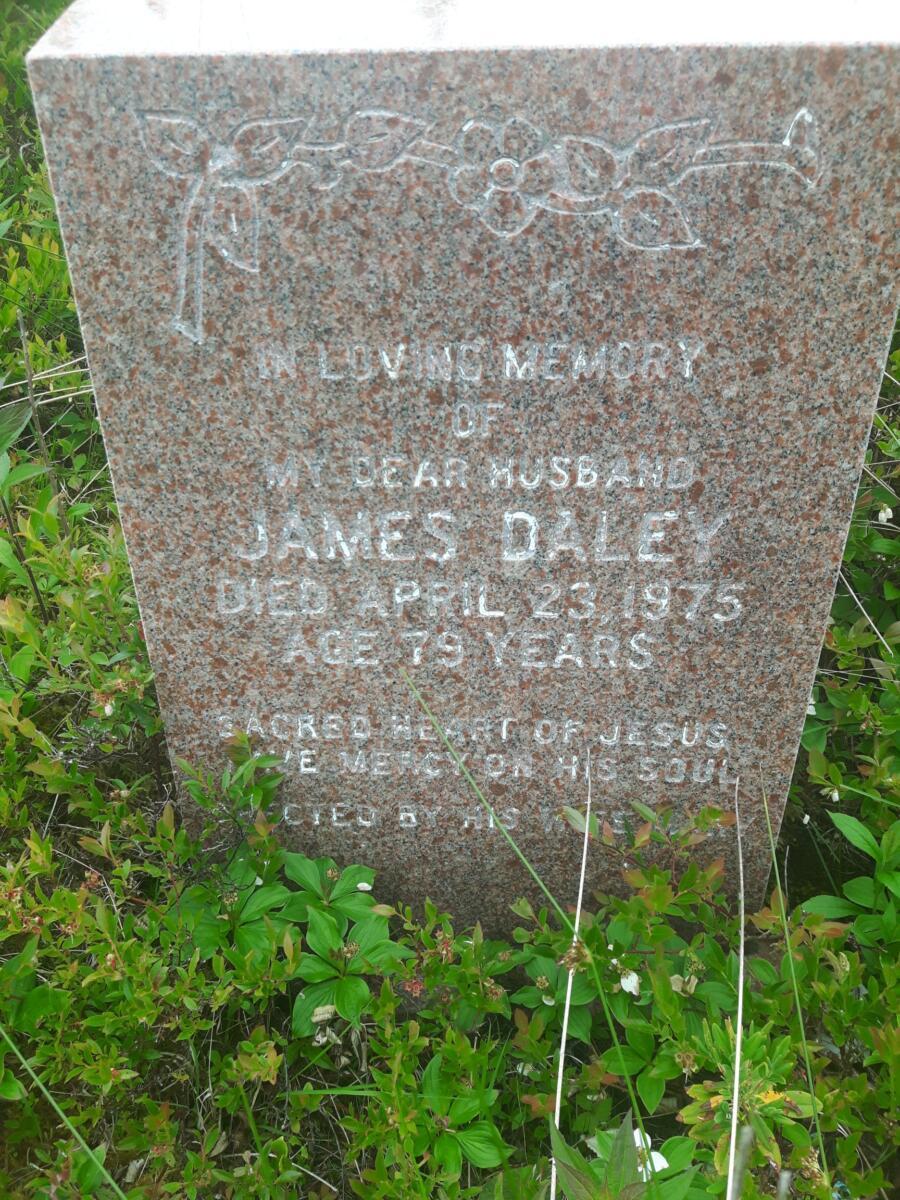 IN LOVING MEMORY
OF
MY DEAR HUSBAND
JAMES DALEY
DIED APRIL 23, 1975
AGE 79 YEARS
SACRED HEART OF JESUS
MERCY ON HIS SOUL
BY HIS